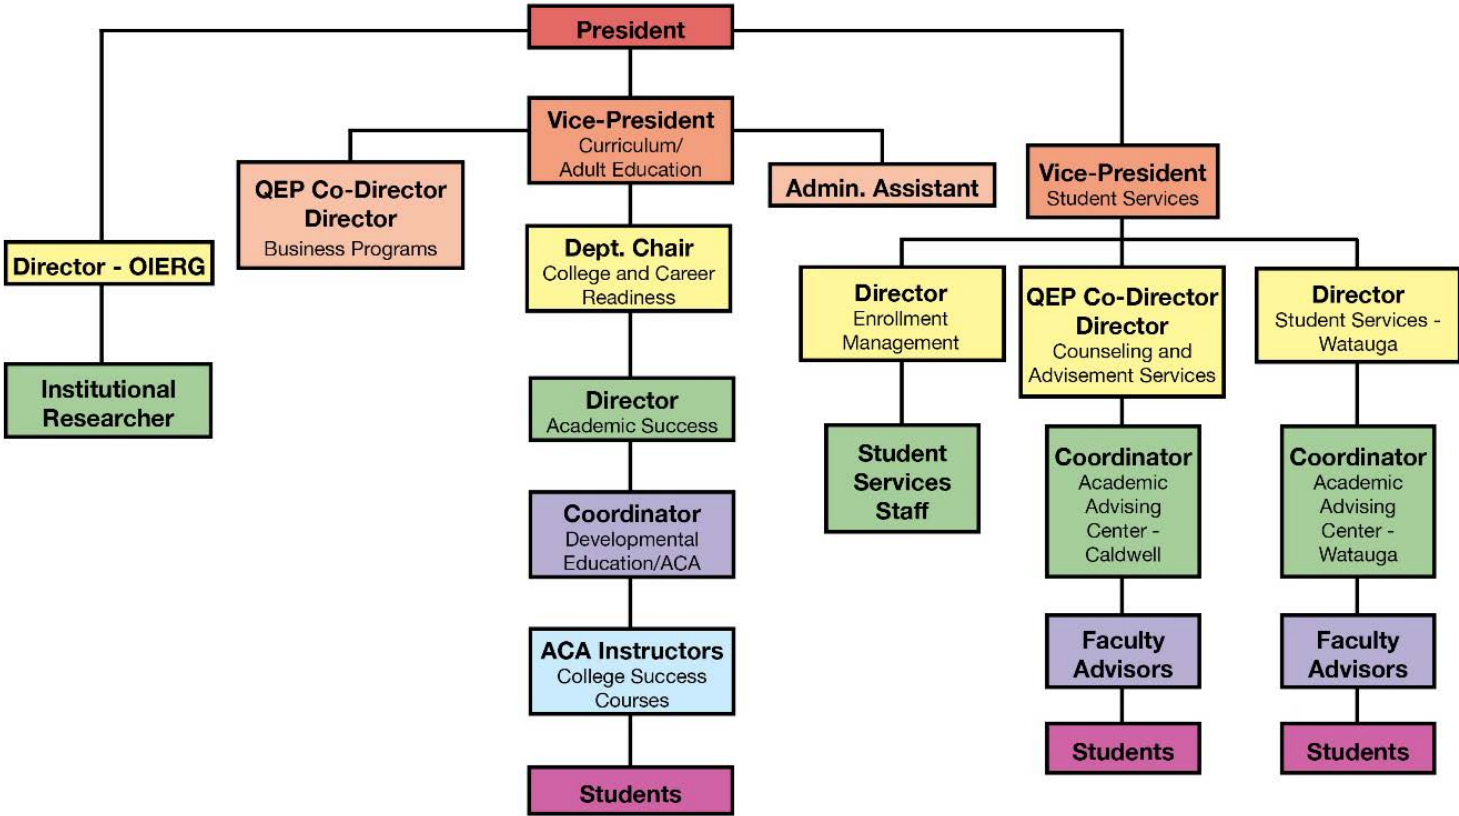 President
Vice-President
Curriculum/
Adult Education
QEP Co-Director
Director
Business Programs
Admin. Assistant
Vice-President
Student Services
Director - OIERG
Dept. Chair
College and Career
Readiness
Director
Enrollment
Management
QEP Co-Director
Director
Counseling and
Advisement Services
Director
Student Services -
Watauga
Institutional
Researcher
Director
Academic Success
Student
Services
Staff
Coordinator
Academic
Advising
Center -
Caldwell
Coordinator
Academic
Advising
Center -
Watauga
Coordinator
Developmental
Education/ACA
ACA Instructors
College Success
Courses
Faculty
Advisors
Faculty
Advisors
Students
Students
Students